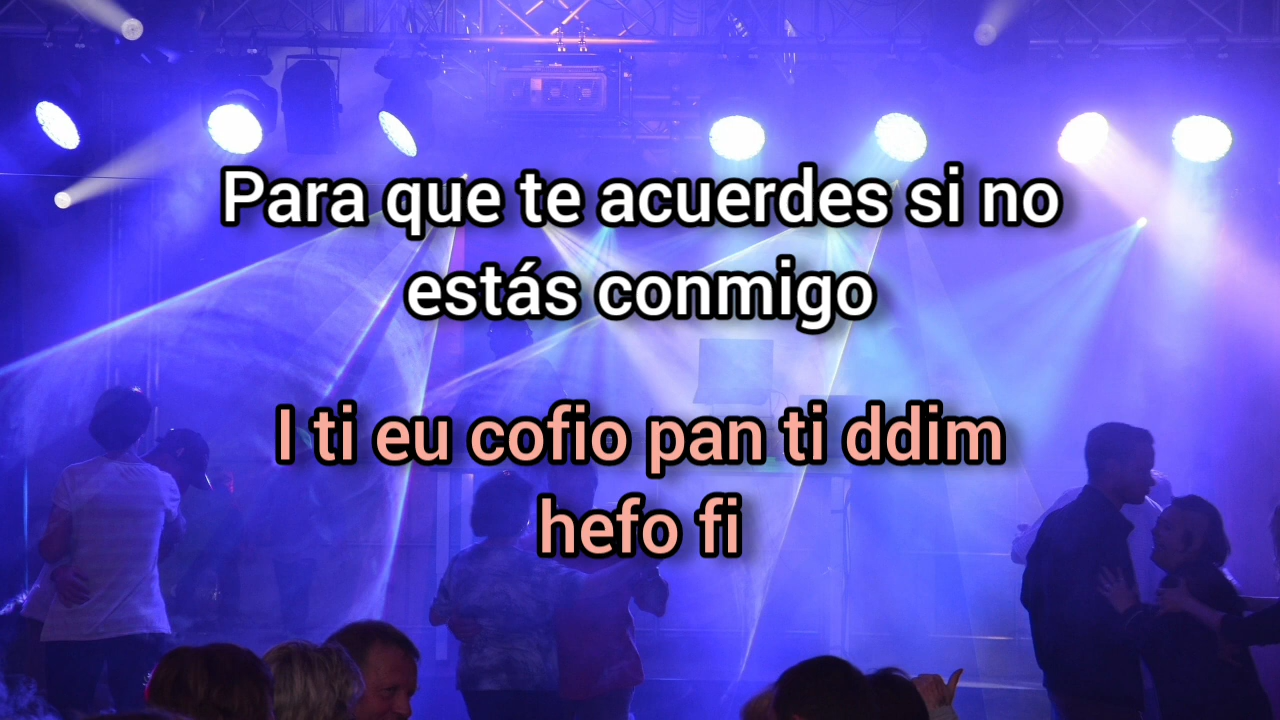 Para que te acuerdes si no
estás conmigo
I ti eu cofio pan ti ddim
hefo fi